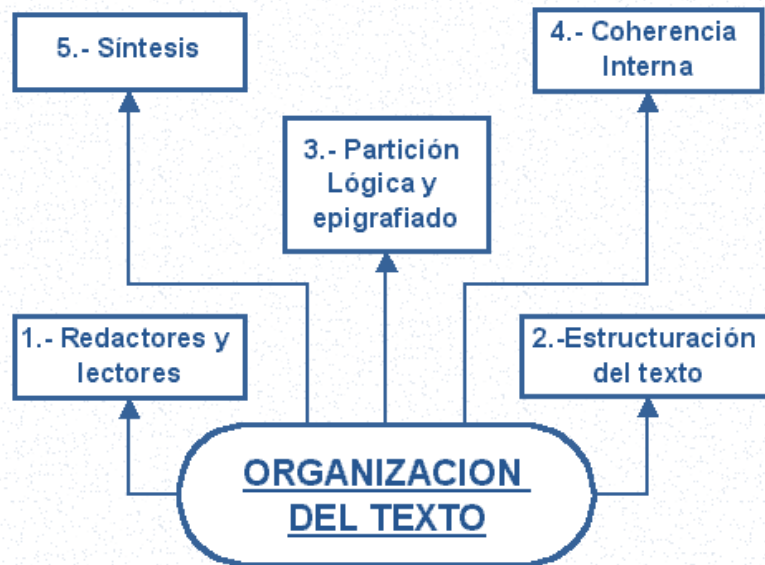 5.- Síntesis
4.- Coherencia
Interna
3.- Partición
Lógica y
epigrafiado
1.- Redactores y
lectores
2.-Estructuración
del texto
ORGANIZACION
DEL TEXTO